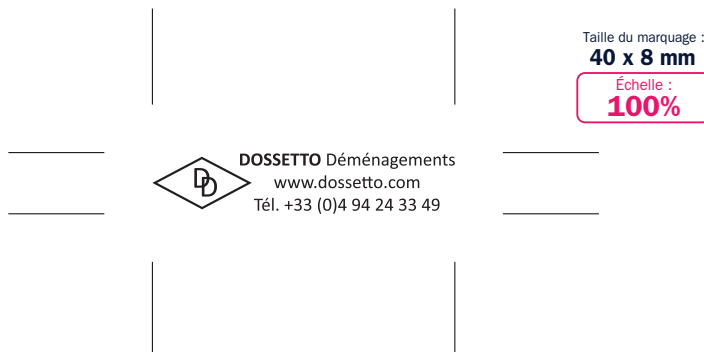 Taille du marquage :
40 x 8 mm
Échelle :
100%
DD
DOSSETTO Déménagements
www.dossetto.com
Tél. +33 (0)4 94 24 33 49